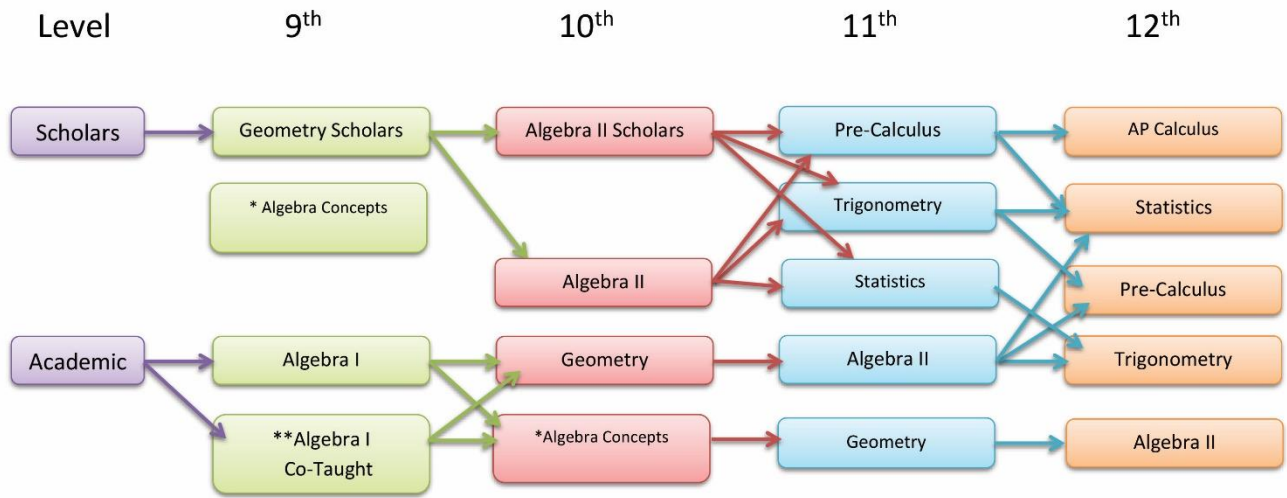 Level 9th 10th 11th 12th
Scholars Geometry Scholars Algebra II Scholars Pre-Calculus AP Calculus
* Algebra Concepts Trigonometry Statistics
Algebra II Statistics Pre-Calculus
Academic Algebra I Geometry Algebra II Trigonometry
**Algebra I *Algebra Concepts Geometry Algebra II
Co-Taught